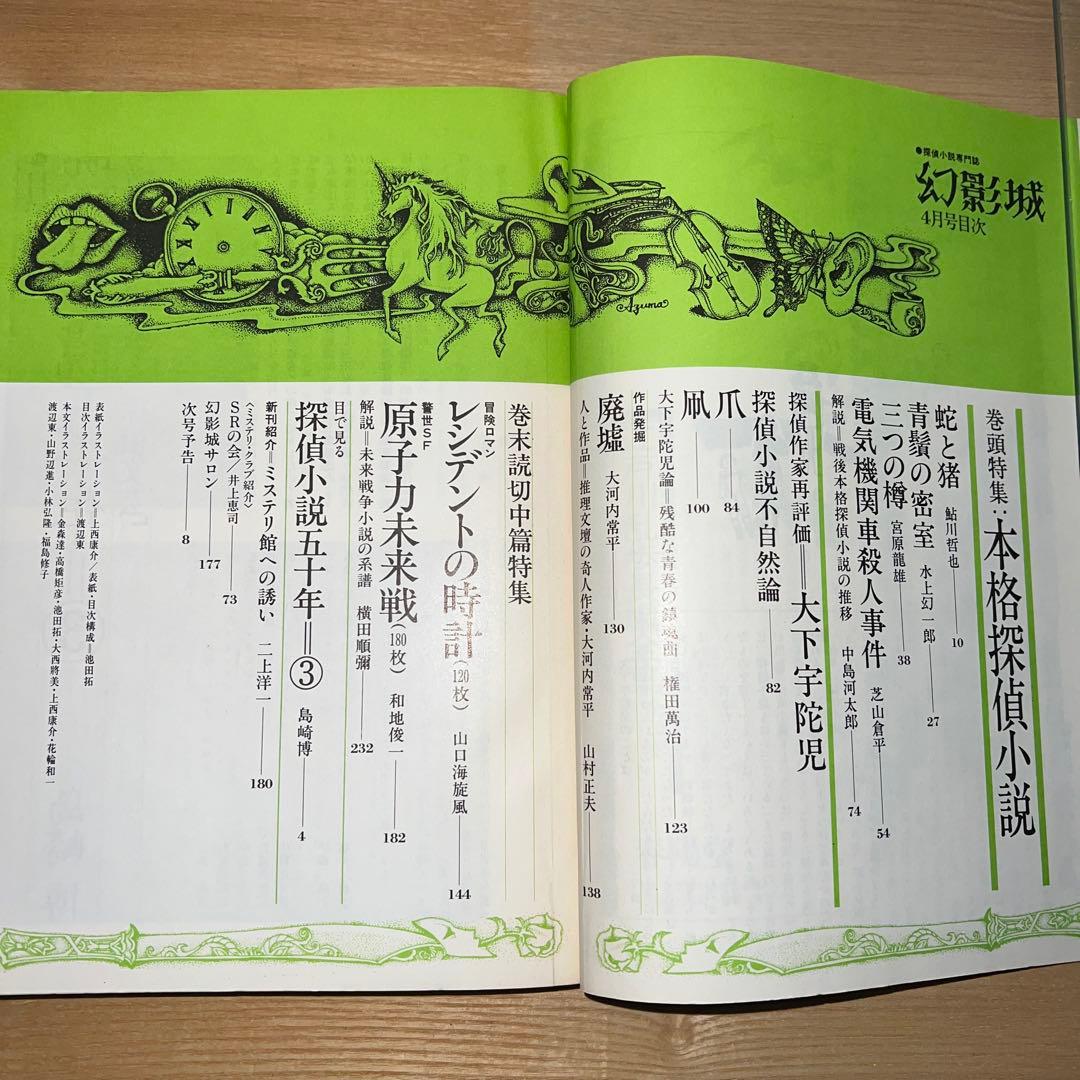 ●探偵小説専門誌
幻影城
4月号目次
Azuma
巻頭特集:本格探偵小説
蛇と猪 鮎川哲也 10
青鬚の密室 水上幻一郎 27
三つの樽 宮原龍雄 38
電気機関車殺人事件 芝山倉平 54
解説=戦後本格探偵小説の推移 中島河太郎 74
探偵作家再評価=大下宇陀児
探偵小説不自然論 82
爪 84
凧 100
大下宇陀児論=残酷な青春の鎮魂曲 権田萬治 123
作品発掘
廃墟 大河内常平 130
人と作品=推理文壇の奇人作家・大河内常平 山村正夫 138
巻末読切中篇特集
冒険ロマン
レシデントの時計(120枚) 山口海旋風 144
警世SF
原子力未来戦(180枚) 和地俊一 182
解説=未来戦争小説の系譜 横田順彌 232
目で見る
探偵小説五十年=③ 島崎博 4
新刊紹介=ミステリ館への誘い 二上洋一 180
〈ミステリ・クラブ紹介〉
SRの会/井上恵司 73
幻影城サロン 177
次号予告 8
表紙イラストレーション=上西康介/表紙・目次構成=池田拓
目次イラストレーション=渡辺東
本文イラストレーション=金森達・高橋矩彦・池田拓・大西將美・上西康介・花輪和一
渡辺東・山野辺進・小林弘隆・福島修子